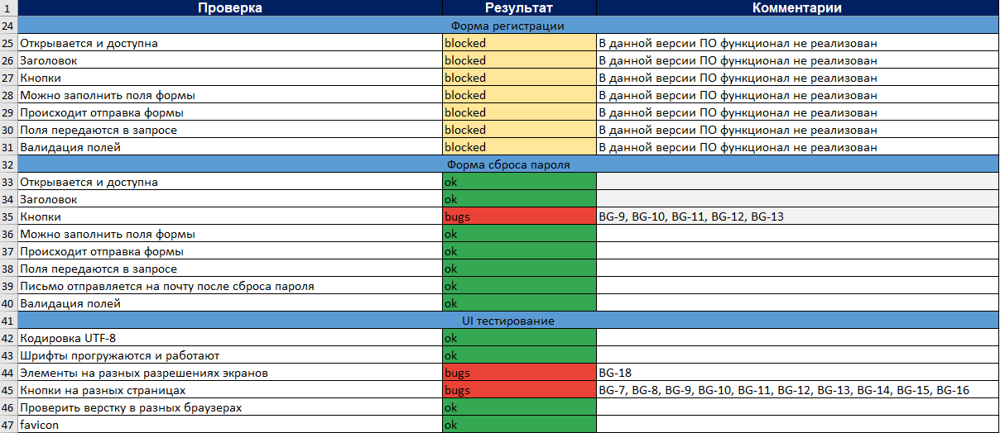 1 Проверка Результат Комментарии
24 Форма регистрации
25 Открывается и доступна blocked В данной версии ПО функционал не реализован
26 Заголовок blocked В данной версии ПО функционал не реализован
27 Кнопки blocked В данной версии ПО функционал не реализован
28 Можно заполнить поля формы blocked В данной версии ПО функционал не реализован
29 Происходит отправка формы blocked В данной версии ПО функционал не реализован
30 Поля передаются в запросе blocked В данной версии ПО функционал не реализован
31 Валидация полей blocked В данной версии ПО функционал не реализован
32 Форма сброса пароля
33 Открывается и доступна ok
34 Заголовок ok
35 Кнопки bugs BG-9, BG-10, BG-11, BG-12, BG-13
36 Можно заполнить поля формы ok
37 Происходит отправка формы ok
38 Поля передаются в запросе ok
39 Письмо отправляется на почту после сброса пароля ok
40 Валидация полей ok
41 UI тестирование
42 Кодировка UTF-8 ok
43 Шрифты прогружаются и работают ok
44 Элементы на разных разрешениях экранов bugs BG-18
45 Кнопки на разных страницах bugs BG-7, BG-8, BG-9, BG-10, BG-11, BG-12, BG-13, BG-14, BG-15, BG-16
46 Проверить верстку в разных браузерах ok
47 favicon ok